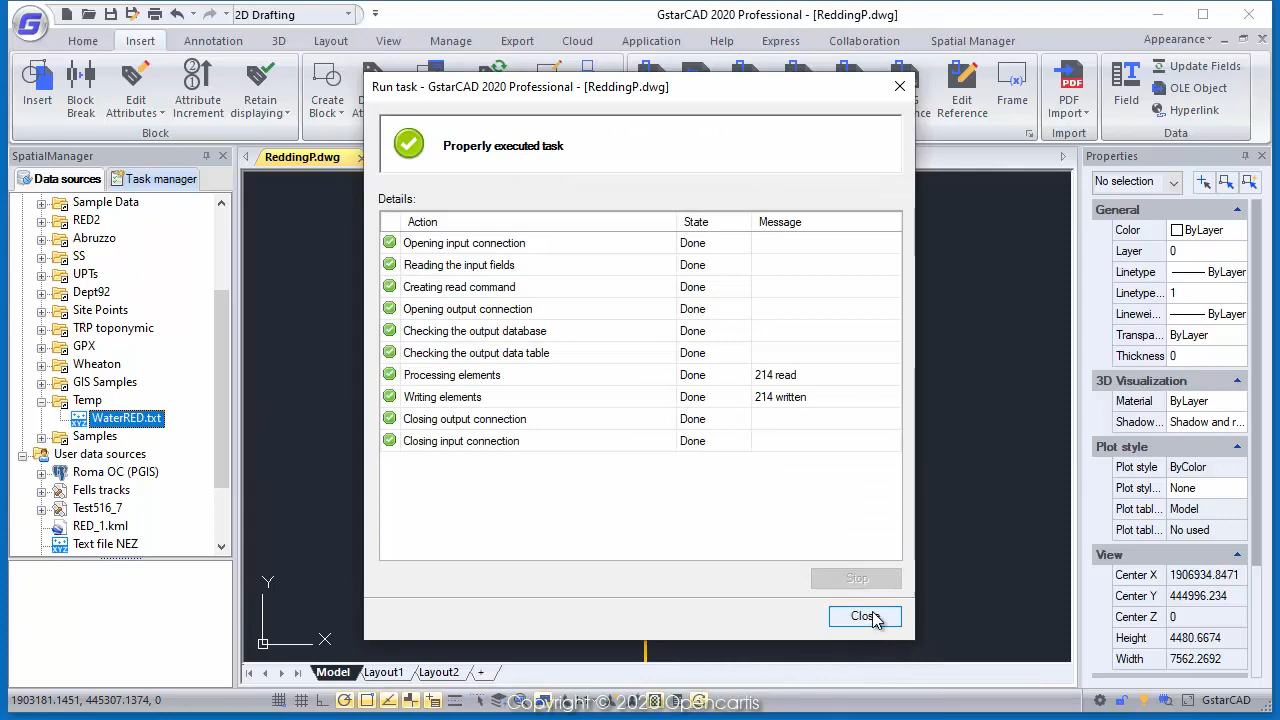 2D Drafting
GstarCAD 2020 Professional - [ReddingP.dwg]
Home
Insert
Annotation
3D
Layout
View
Manage
Export
Cloud
Application
Help
Express
Collaboration
Spatial Manager
Appearance
Insert
Block
Break
Edit
Attributes
Attribute
Increment
Retain
displaying
Block
Create
Block
Edit
Reference
Frame
PDF
Import
Import
Field
Update Fields
OLE Object
Hyperlink
Data
SpatialManager
Data sources
Task manager
Sample Data
RED2
Abruzzo
SS
UPTs
Dept92
Site Points
TRP toponymic
GPX
Wheaton
GIS Samples
Temp
WaterRED.txt
Samples
User data sources
Roma OC (PGIS)
Fells tracks
Test516_7
RED_1.kml
Text file NEZ
ReddingP.dwg
un task - GstarCAD 2020 Professional - [ReddingP.dwg]
Properly executed task
Details:
Action State Message
Opening input connection Done
Reading the input fields Done
Creating read command Done
Opening output connection Done
Checking the output database Done
Checking the output data table Done
Processing elements Done 214 read
Writing elements Done 214 written
Closing output connection Done
Closing input connection Done
Stop
Close
Y
X
Model
Layout1
Layout2
+
Properties
No selection
General
Color ByLayer
Layer 0
Linetype ByLayer
Linetype... 1
Linewei... ByLayer
Transpa... ByLayer
Thickness 0
3D Visualization
Material ByLayer
Shadow... Shadow and r...
Plot style
Plot style ByColor
Plot styl... None
Plot tabl... Model
Plot tabl... No used
View
Center X 1906934.8471
Center Y 444996.234
Center Z 0
Height 4480.6674
Width 7562.2692
1903181.1451, 445307.1374, 0
Copyright © 2020 Opencartis
GstarCAD